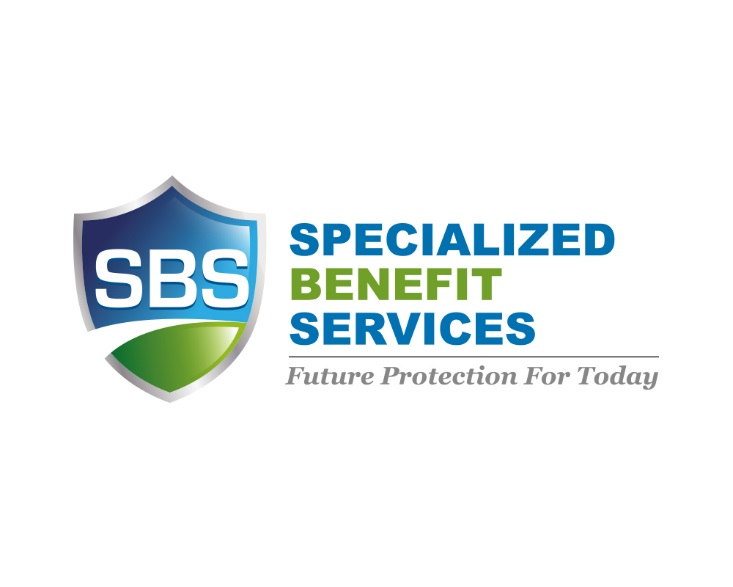 SBS
SPECIALIZED
BENEFIT
SERVICES
Future Protection For Today